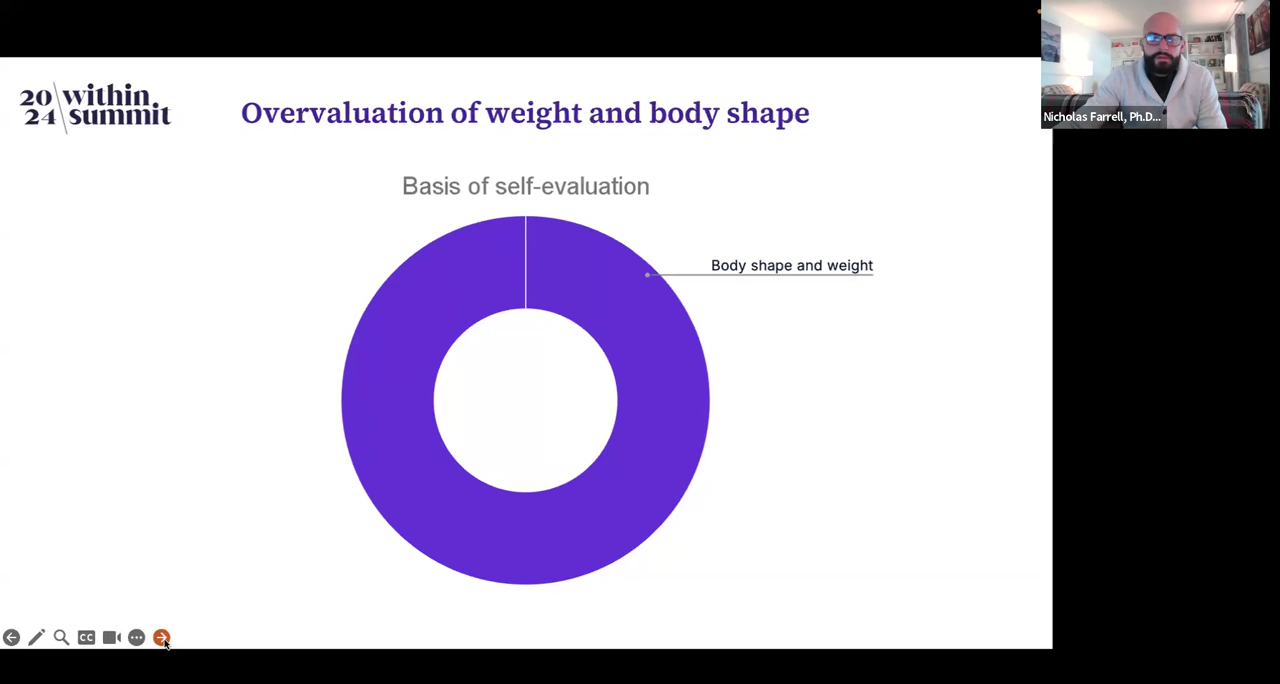 20 within
24 summit
Overvaluation of weight and body shape
Nicholas Farrell, Ph.D...
Basis of self-evaluation
Body shape and weight
CC